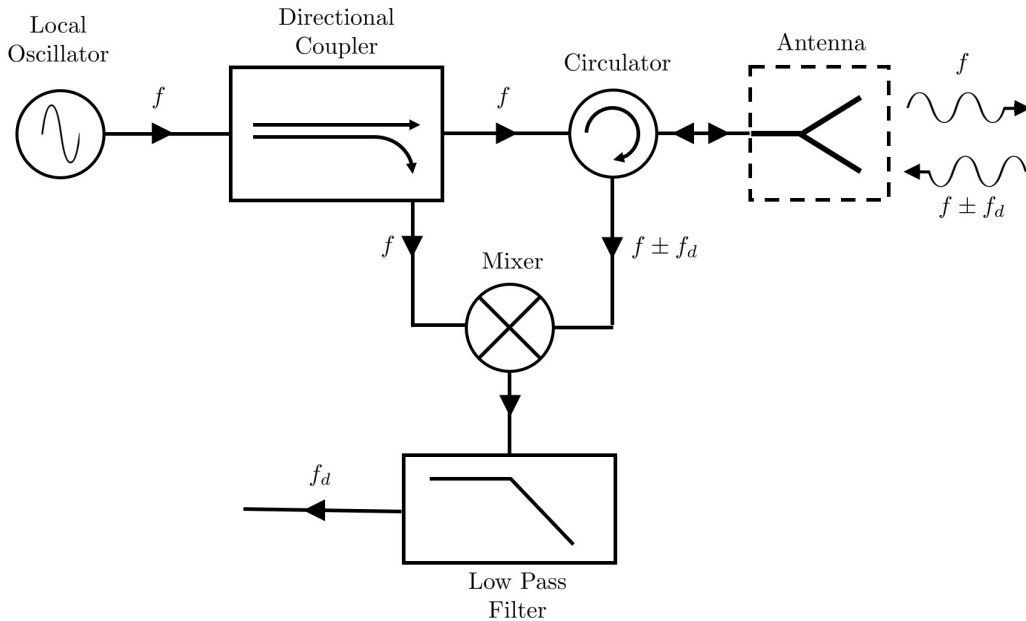 Local
Oscillator
Directional
Coupler
Circulator
Antenna
f
f
f
f ± f_d
f
f ± f_d
Mixer
f_d
Low Pass
Filter